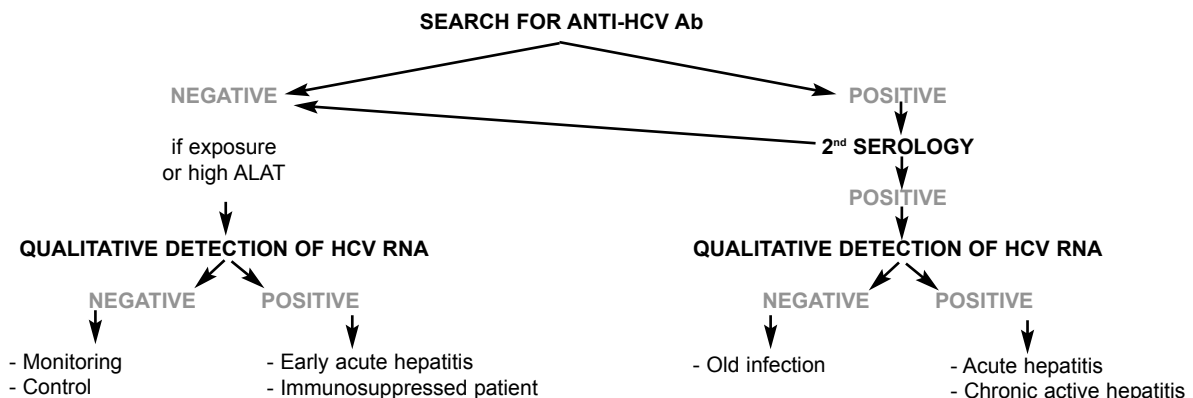 SEARCH FOR ANTI-HCV Ab
NEGATIVE
POSITIVE
if exposure
or high ALAT
2nd SEROLOGY
POSITIVE
QUALITATIVE DETECTION OF HCV RNA
QUALITATIVE DETECTION OF HCV RNA
NEGATIVE
POSITIVE
NEGATIVE
POSITIVE
- Monitoring
- Control
- Early acute hepatitis
- Immunosuppressed patient
- Old infection
- Acute hepatitis
- Chronic active hepatitis